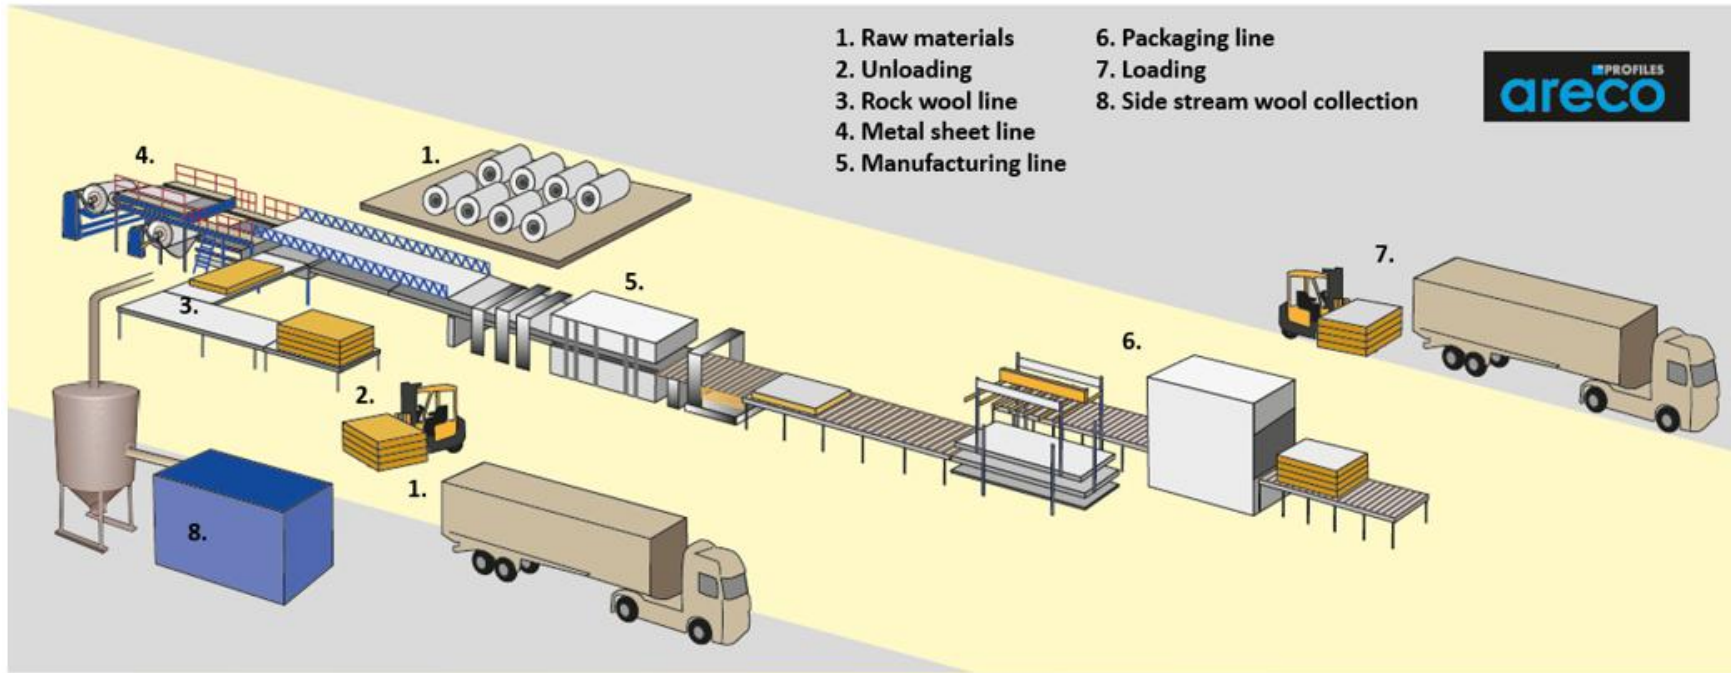 1. Raw materials
2. Unloading
3. Rock wool line
4. Metal sheet line
5. Manufacturing line
6. Packaging line
7. Loading
8. Side stream wool collection
PROFILES
areco
4.
1.
7.
3.
5.
6.
2.
1.
8.